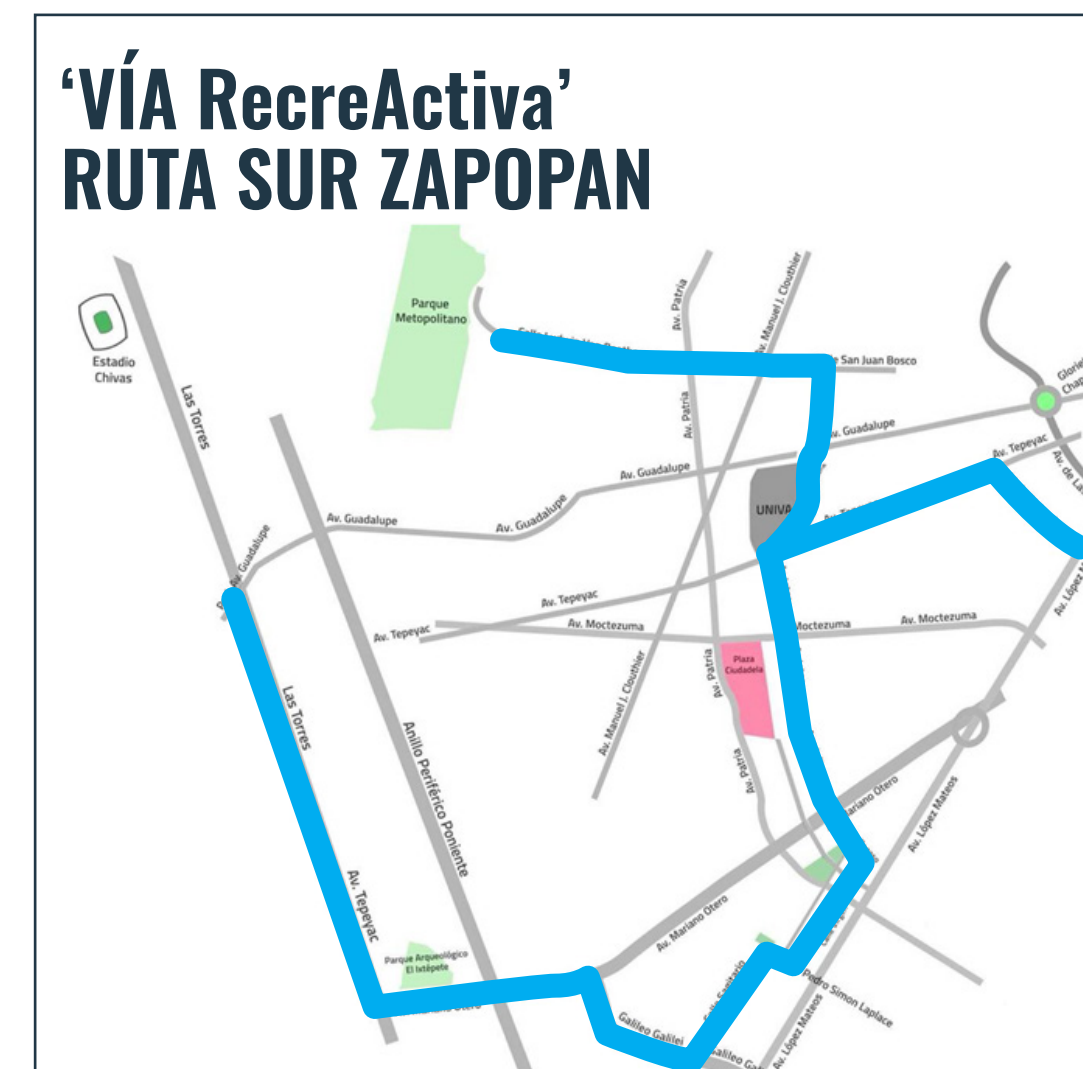 ‘VÍA RecreActiva’
RUTA SUR ZAPOPAN
Parque
Metopolitano
Estadio
Chivas
Las Torres
Av. Patria
Av. Manuel J. Clouthier
San Juan Bosco
Av. Patria
Av. Guadalupe
Av. Guadalupe
Av. Guadalupe
Av. Guadalupe
Av. Guadalupe
Av. Tepeyac
UNIVA
Av. Tepeyac
Av. Tepeyac
Av. Moctezuma
Moctezuma
Av. Moctezuma
Plaza
Ciudadela
Av. Patria
Av. Manuel J. Clouthier
Av. Patria
Las Torres
Anillo Periférico Poniente
Av. Tepeyac
Mariano Otero
Av. López Mateos
Av. Mariano Otero
Parque Arqueológico
El Ixtépete
Galileo Galilei
Pedro Simon Laplace
Av. López Mateos
Av. López